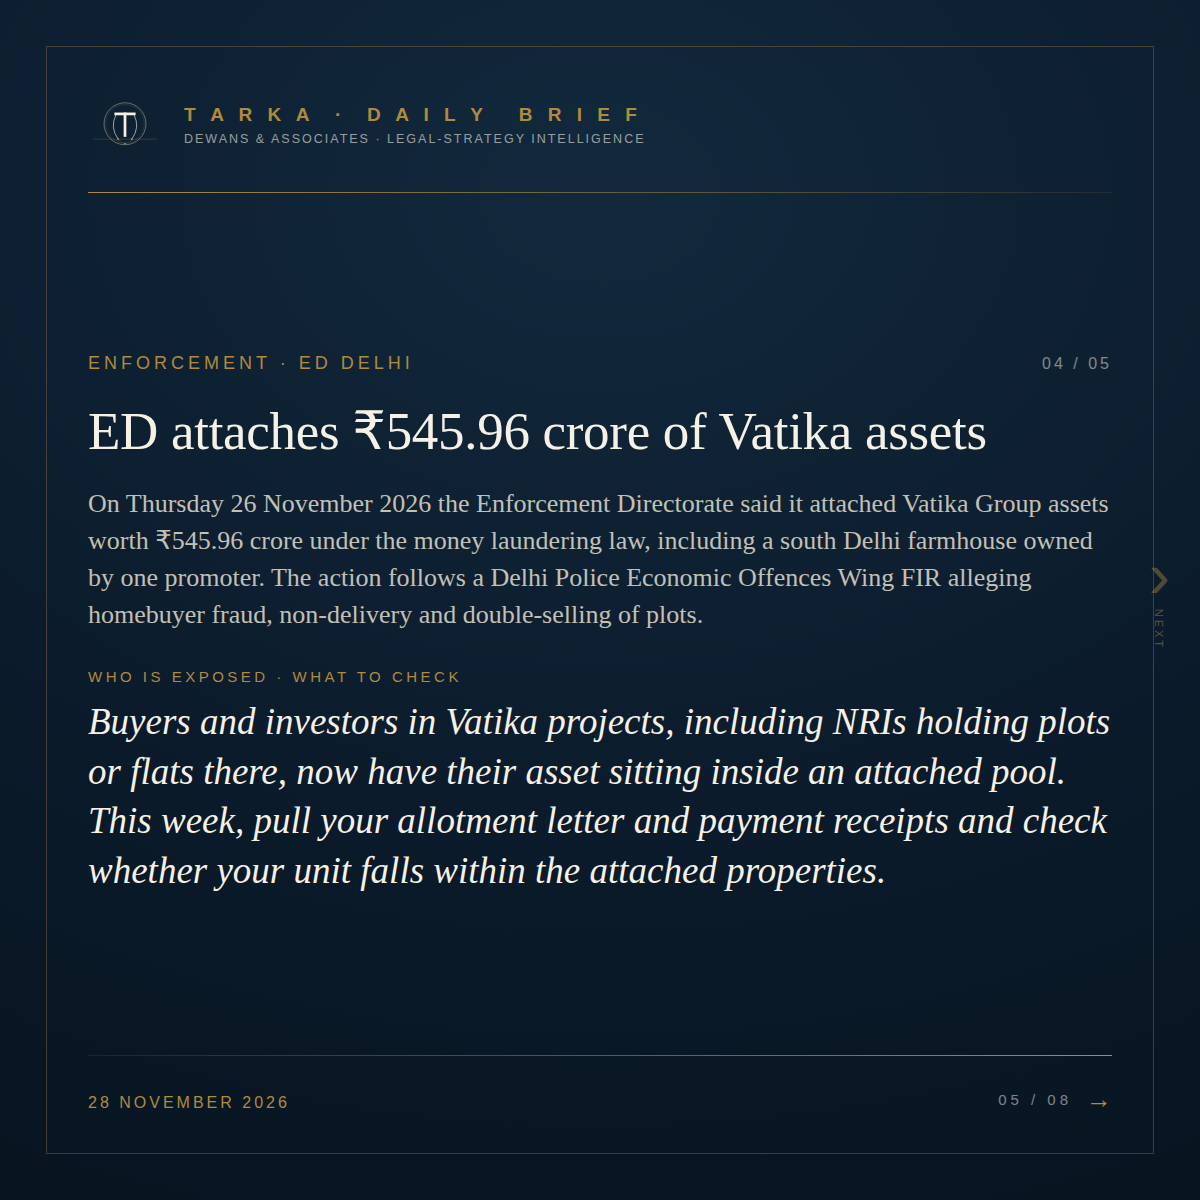 T
TARKA · DAILY BRIEF
DEWANS & ASSOCIATES · LEGAL-STRATEGY INTELLIGENCE
ENFORCEMENT · ED DELHI
04 / 05
ED attaches ₹545.96 crore of Vatika assets
On Thursday 26 November 2026 the Enforcement Directorate said it attached Vatika Group assets
worth ₹545.96 crore under the money laundering law, including a south Delhi farmhouse owned
by one promoter. The action follows a Delhi Police Economic Offences Wing FIR alleging
homebuyer fraud, non-delivery and double-selling of plots.
NEXT
WHO IS EXPOSED · WHAT TO CHECK
Buyers and investors in Vatika projects, including NRIs holding plots
or flats there, now have their asset sitting inside an attached pool.
This week, pull your allotment letter and payment receipts and check
whether your unit falls within the attached properties.
28 NOVEMBER 2026
05 / 08 →